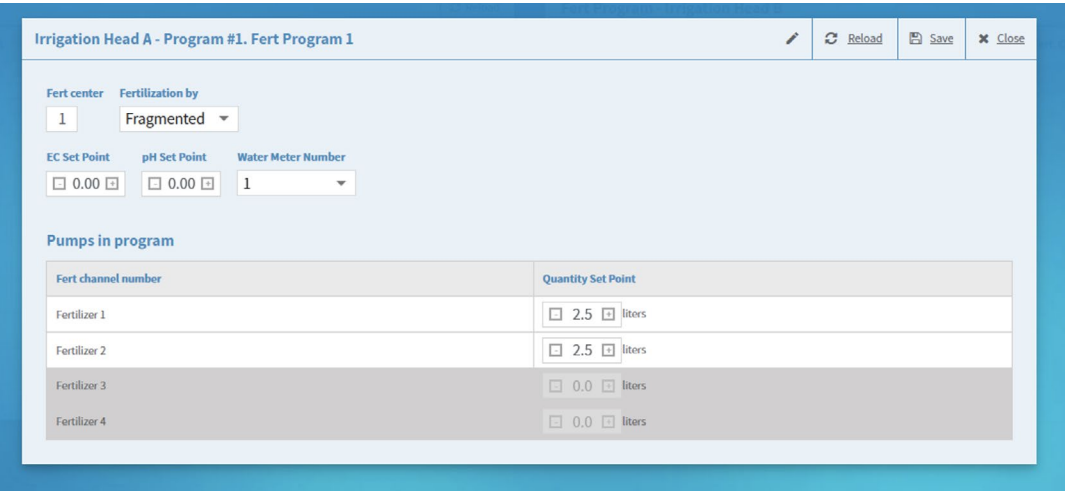 Irrigation Head A - Program #1. Fert Program 1 Reload Save Close
Fert center Fertilization by
1 Fragmented
EC Set Point pH Set Point Water Meter Number
- 0.00 + - 0.00 + 1
Pumps in program
Fert channel number Quantity Set Point
Fertilizer 1 - 2.5 + liters
Fertilizer 2 - 2.5 + liters
Fertilizer 3 - 0.0 + liters
Fertilizer 4 - 0.0 + liters